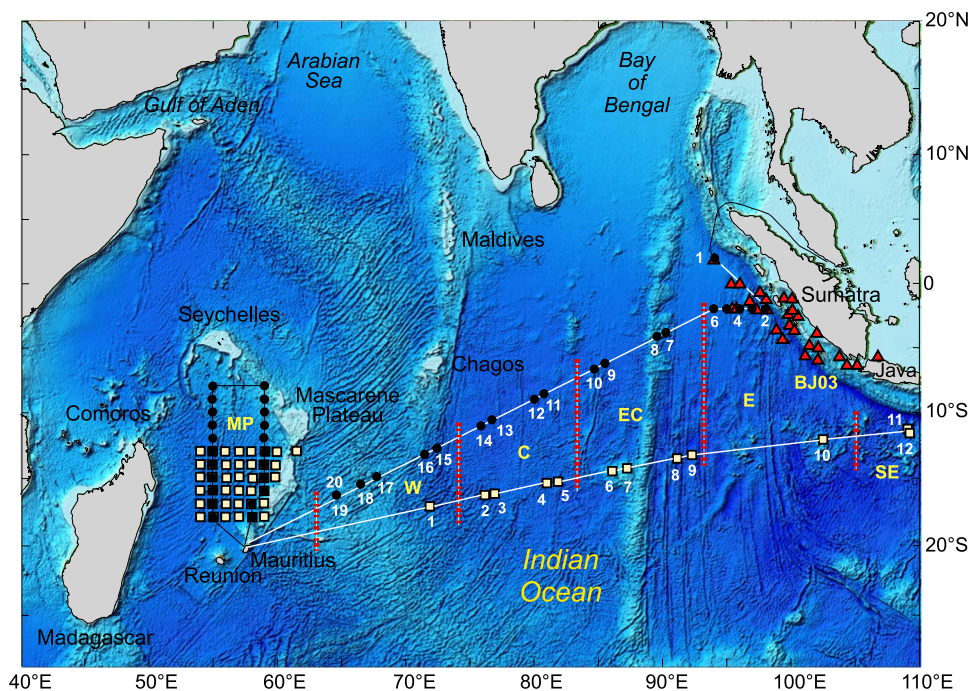 20°N
Arabian
Sea
Bay
of
Bengal
Gulf of Aden
10°N
Maldives
1
0
Sumatra
Seychelles
6
4
2
8
7
Chagos
Java
10
9
BJ03
Mascarene
Plateau
Comoros
MP
12
11
EC
E
10°S
14
13
11
C
16
15
10
12
20
17
W
18
8
9
SE
19
6
7
4
5
2
3
1
20°S
Mauritius
Reunion
Indian
Ocean
Madagascar
40°E
50°E
60°E
70°E
80°E
90°E
100°E
110°E